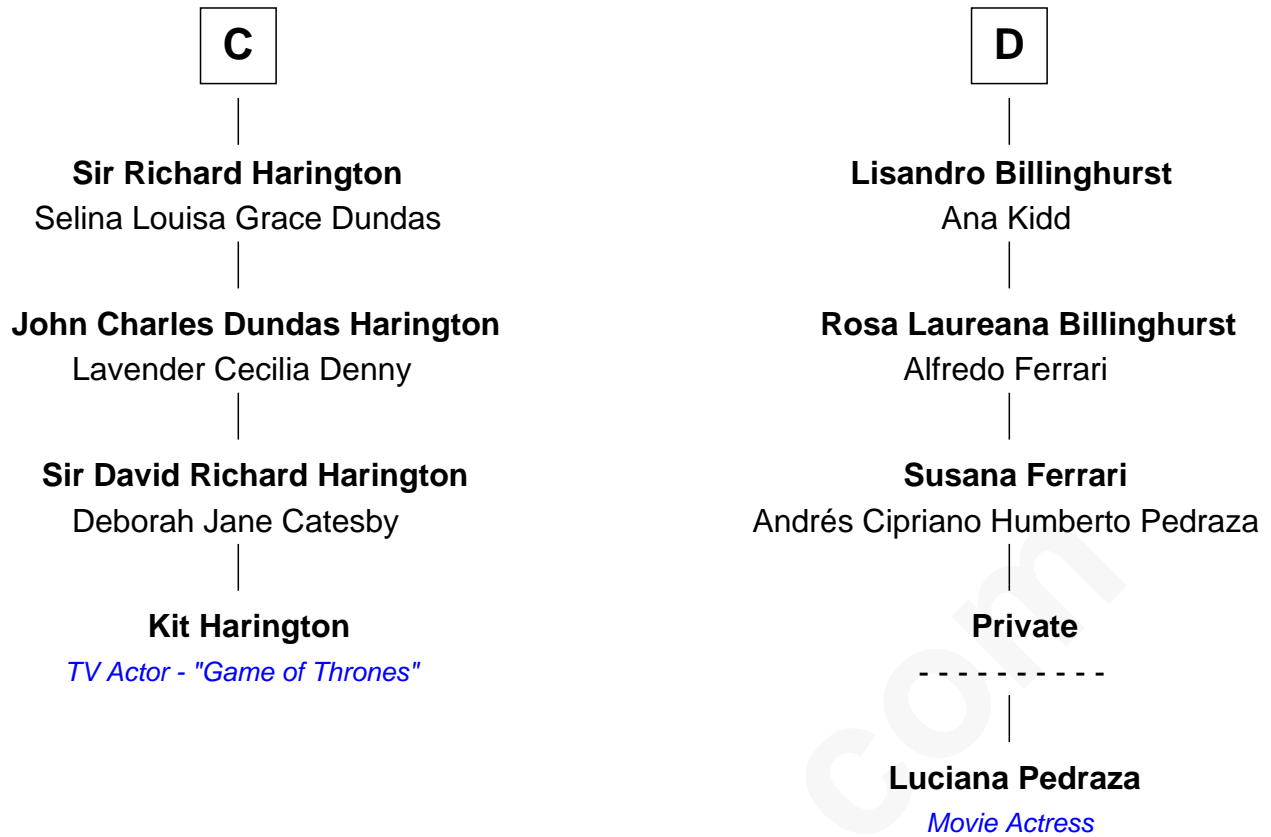 C
Sir Richard Harington
Selina Louisa Grace Dundas
John Charles Dundas Harington
Lavender Cecilia Denny
Sir David Richard Harington
Deborah Jane Catesby
Kit Harington
TV Actor - "Game of Thrones"
D
Lisandro Billinghurst
Ana Kidd
Rosa Laureana Billinghurst
Alfredo Ferrari
Susana Ferrari
Andrés Cipriano Humberto Pedraza
Private
- - - - - - - - - -
Luciana Pedraza
Movie Actress
com